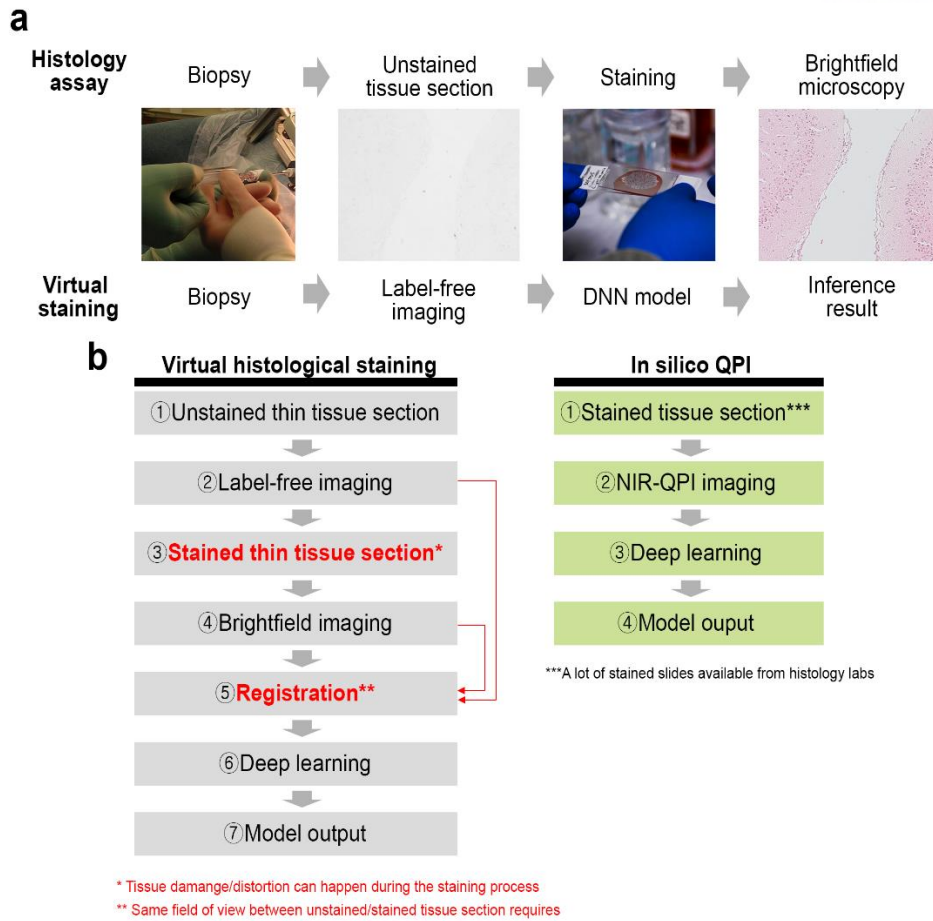 a
Histology
assay
Biopsy
Unstained
tissue section
Staining
Brightfield
microscopy
Virtual
staining
Biopsy
Label-free
imaging
DNN model
Inference
result
b
Virtual histological staining
①Unstained thin tissue section
②Label-free imaging
③Stained thin tissue section*
④Brightfield imaging
⑤Registration**
⑥Deep learning
⑦Model output
* Tissue damange/distortion can happen during the staining process
** Same field of view between unstained/stained tissue section requires
In silico QPI
①Stained tissue section***
②NIR-QPI imaging
③Deep learning
④Model ouput
***A lot of stained slides available from histology labs